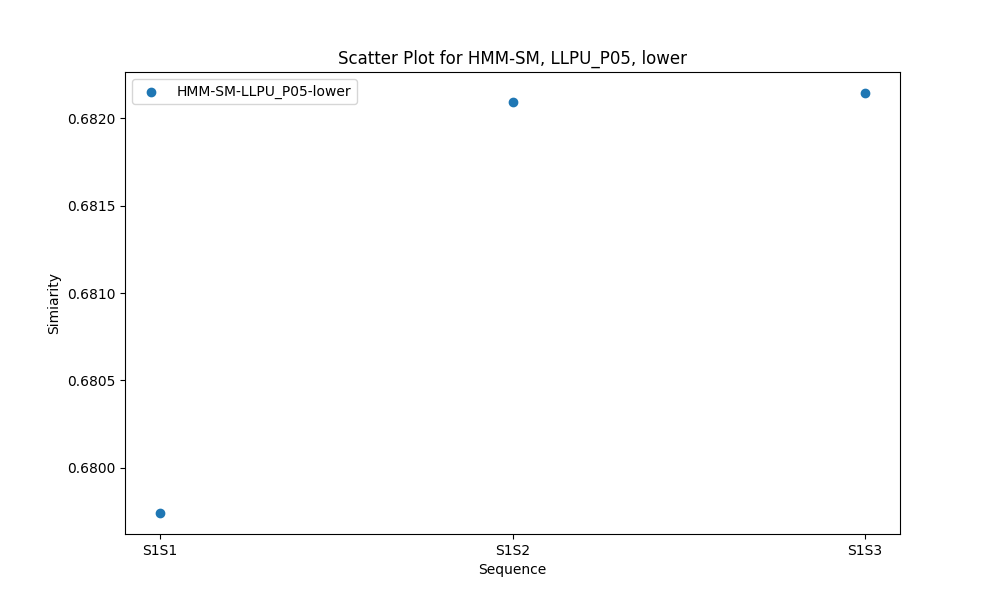 Scatter Plot for HMM-SM, LLPU_P05, lower
HMM-SM-LLPU_P05-lower
0.6820
0.6815
0.6810
0.6805
0.6800
Simiarity
S1S1 S1S2 S1S3
Sequence